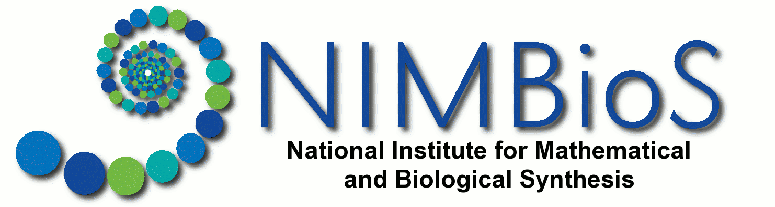 NIMBioS
National Institute for Mathematical
and Biological Synthesis